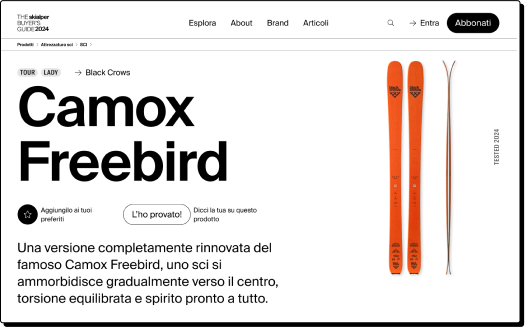 THE skialper
BUYER'S
GUIDE 2024
Esplora
About
Brand
Articoli
→ Entra
Abbonati
Prodotti
Attrezzatura sci
SCI
TOUR
LADY
→ Black Crows
Camox
Freebird
Aggiungilo ai tuoi
preferiti
L'ho provato!
Dicci la tua su questo
prodotto
TESTED 2024
Una versione completamente rinnovata del
famoso Camox Freebird, uno sci si
ammorbidisce gradualmente verso il centro,
torsione equilibrata e spirito pronto a tutto.